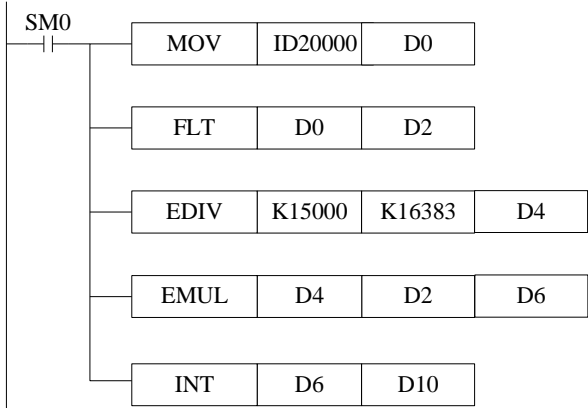 SM0
MOV ID20000 D0
FLT D0 D2
EDIV K15000 K16383 D4
EMUL D4 D2 D6
INT D6 D10